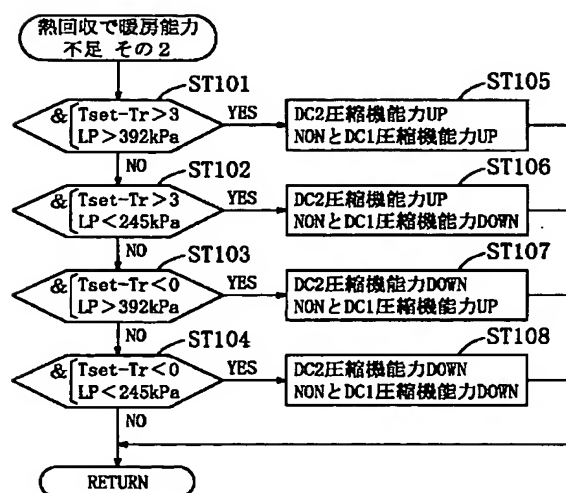 熱回収で暖房能力
不足 その2
ST101
& Tset-Tr>3
LP>392kPa
YES
NO
ST105
DC2圧縮機能力UP
NONとDC1圧縮機能力UP
ST102
& Tset-Tr>3
LP<245kPa
YES
NO
ST106
DC2圧縮機能力UP
NONとDC1圧縮機能力DOWN
ST103
& Tset-Tr<0
LP>392kPa
YES
NO
ST107
DC2圧縮機能力DOWN
NONとDC1圧縮機能力UP
ST104
& Tset-Tr<0
LP<245kPa
YES
NO
ST108
DC2圧縮機能力DOWN
NONとDC1圧縮機能力DOWN
RETURN